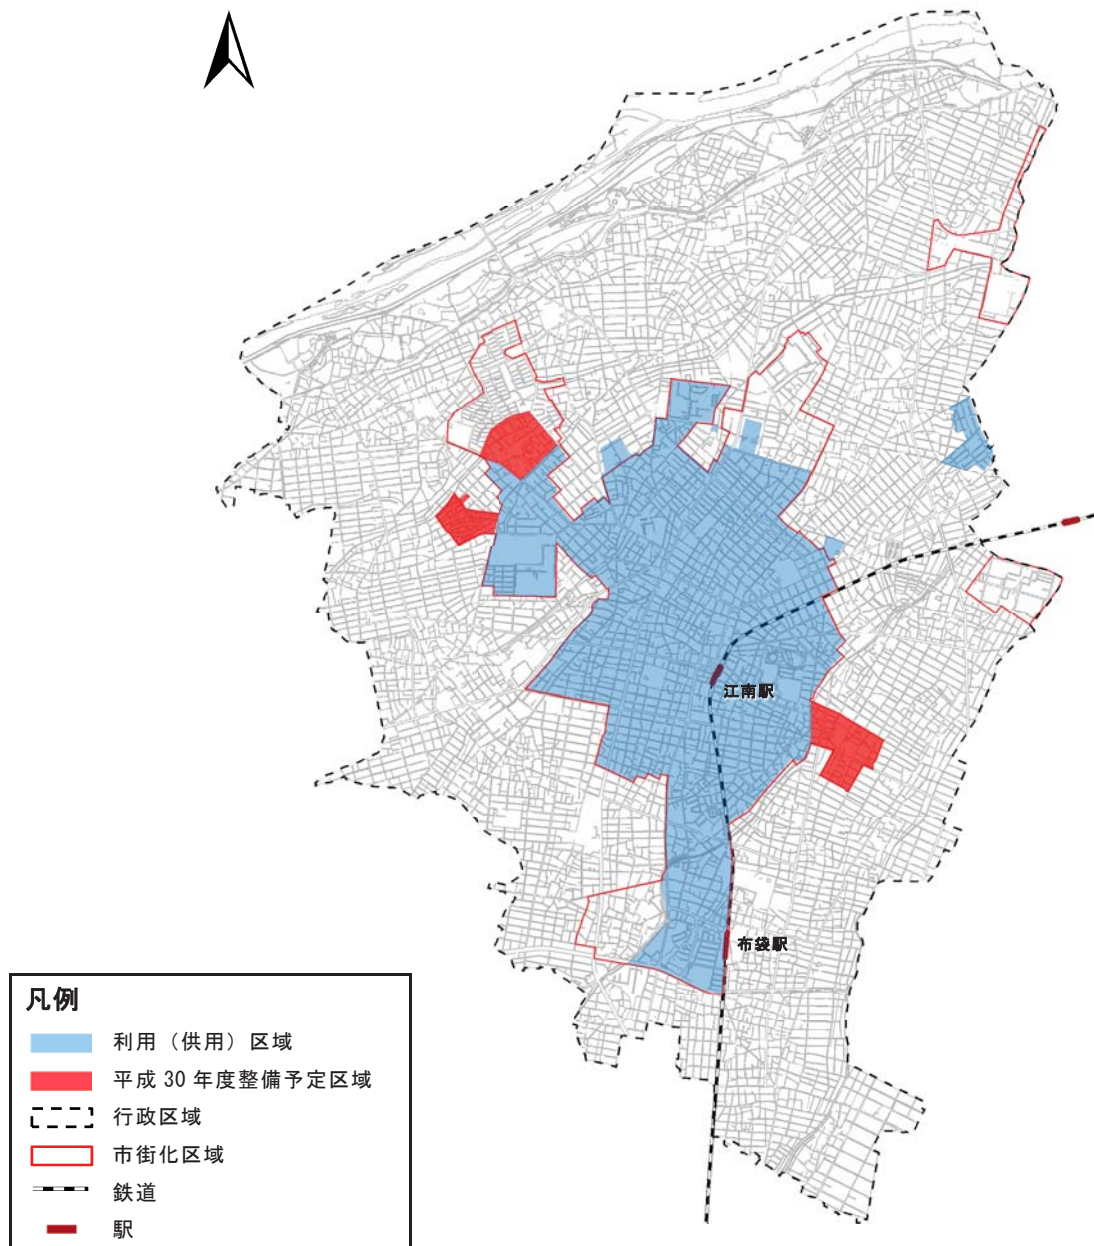 江南駅
布袋駅
凡例
利用（供用）区域
平成 30 年度整備予定区域
行政区域
市街化区域
鉄道
駅